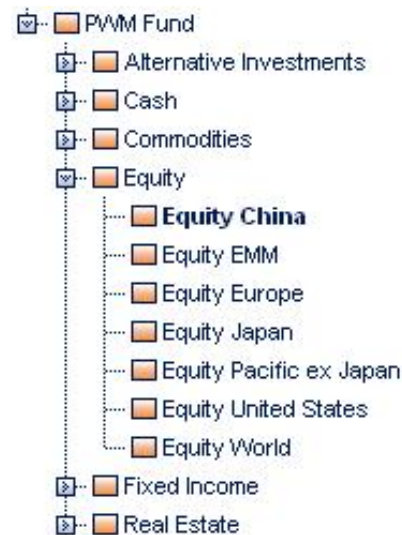 PWM Fund
Alternative Investments
Cash
Commodities
Equity
Equity China
Equity EMM
Equity Europe
Equity Japan
Equity Pacific ex Japan
Equity United States
Equity World
Fixed Income
Real Estate